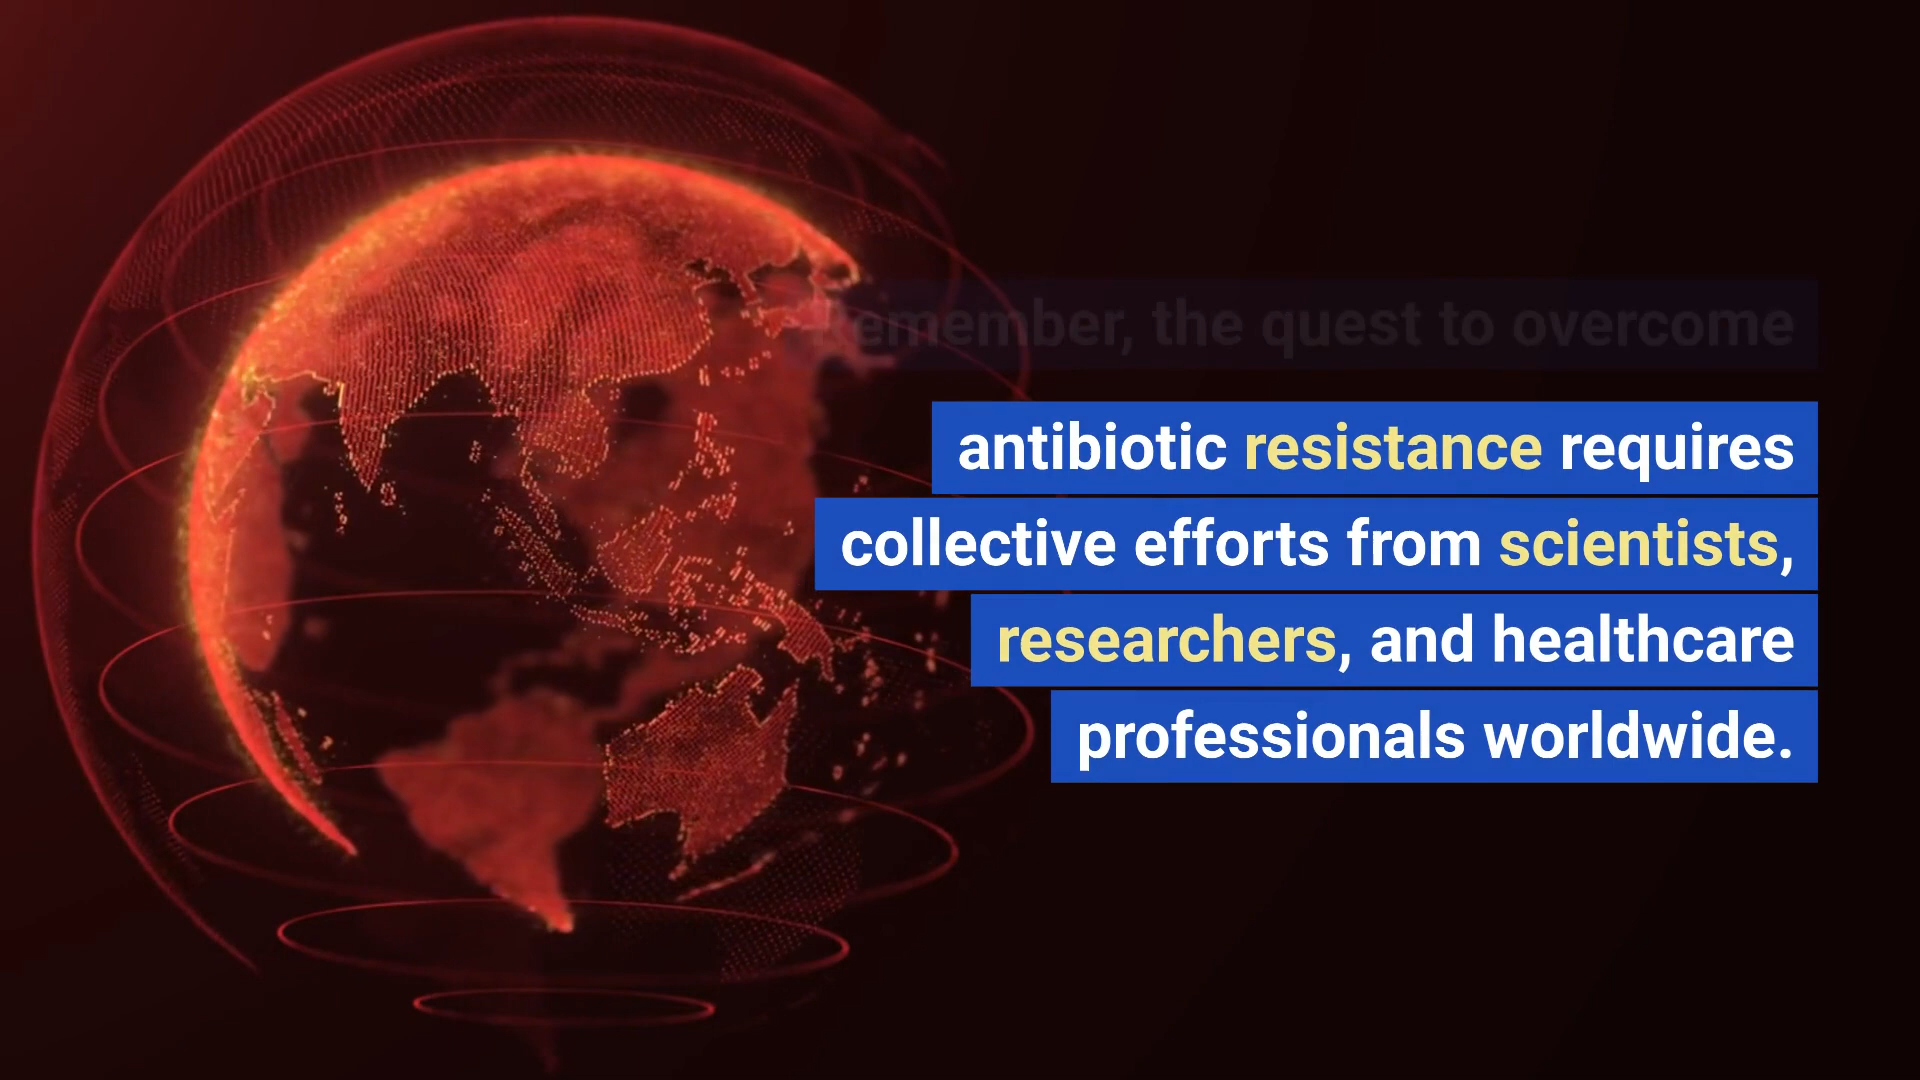 Remember, the quest to overcome
antibiotic resistance requires
collective efforts from scientists,
researchers, and healthcare
professionals worldwide.